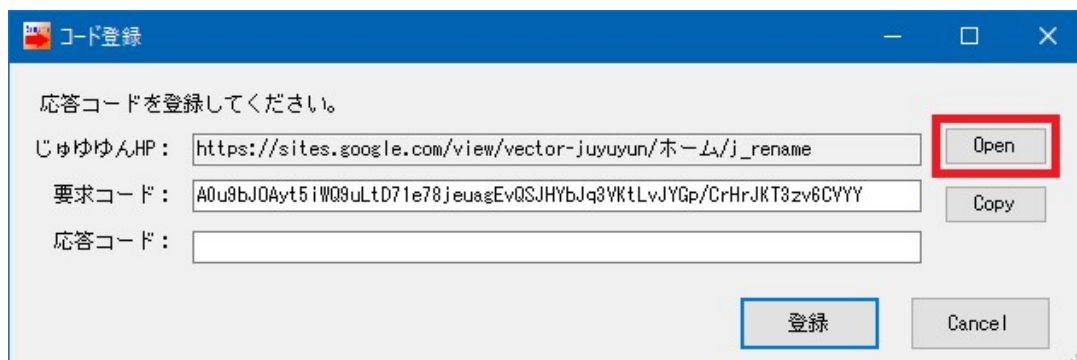 コード登録
応答コードを登録してください。
じゅゆゆんHP： https://sites.google.com/view/vector-juyuyun/ホーム/j_rename Open
要求コード： A0u9bJOAyt5iWQ9uLtD71e78jeuagEvQSJHYbJq3VKtLvJYGp/CrHrJKT3zv6CVYY Copy
応答コード：
登録 Cancel